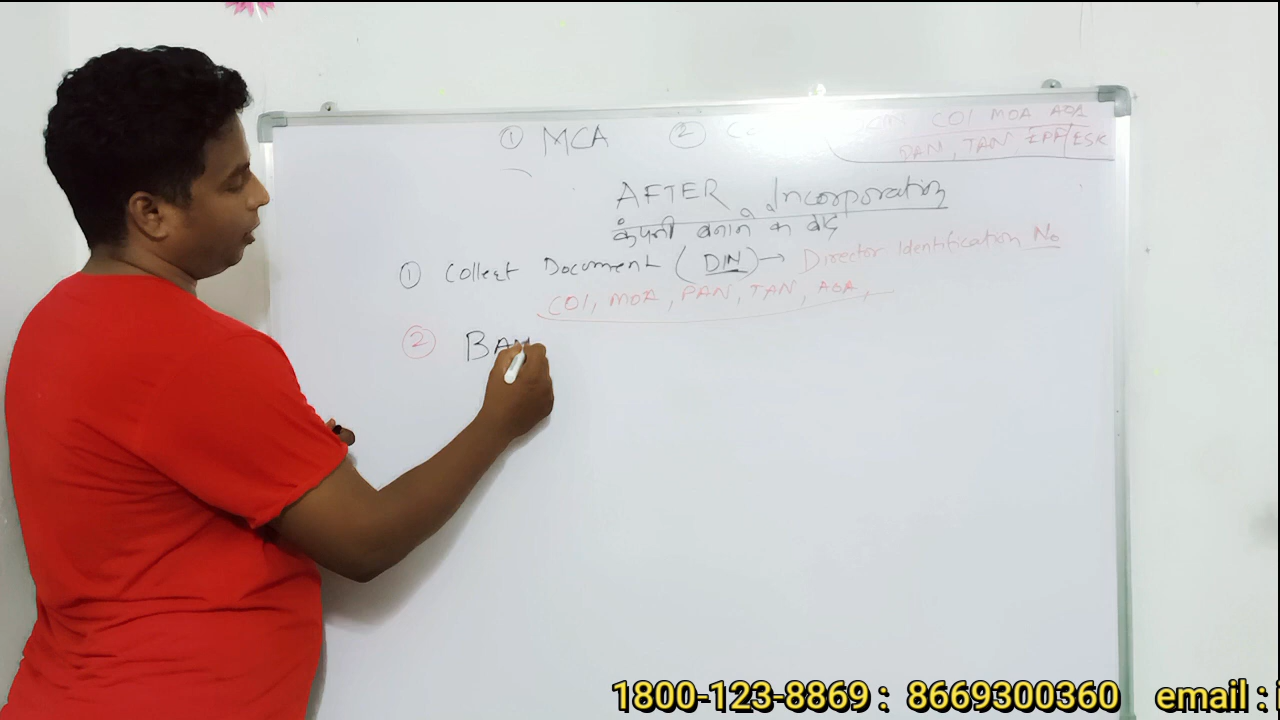 ① MCA ② COI MOA AOA
PAN, TAN EPF/ESIC
AFTER Incorporation
कंपनी बनाने के बाद
① Collect Document (DIN) → Director Identification No
COI, MOA, PAN, TAN, AOA,
② BAN
1800-123-8869 : 8669300360 email : i